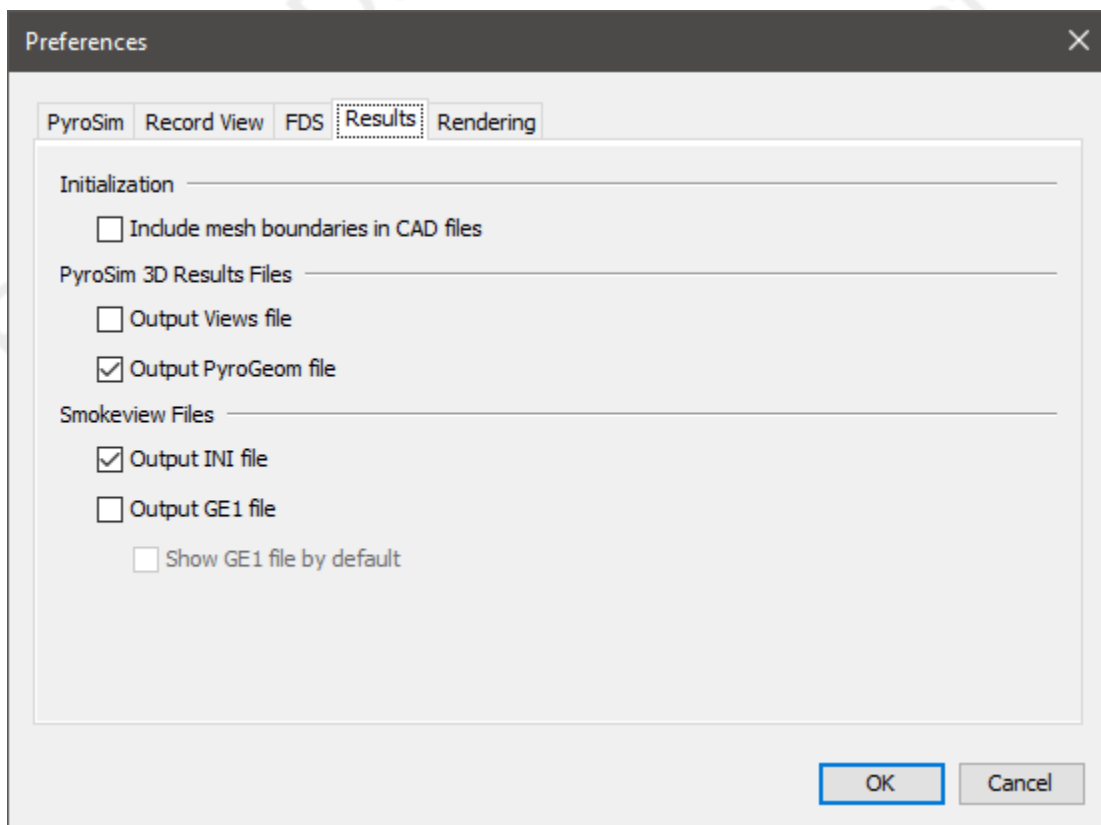 Preferences
PyroSim Record View FDS Results Rendering
Initialization
Include mesh boundaries in CAD files
PyroSim 3D Results Files
Output Views file
Output PyroGeom file
Smokeview Files
Output INI file
Output GE1 file
Show GE1 file by default
OK Cancel